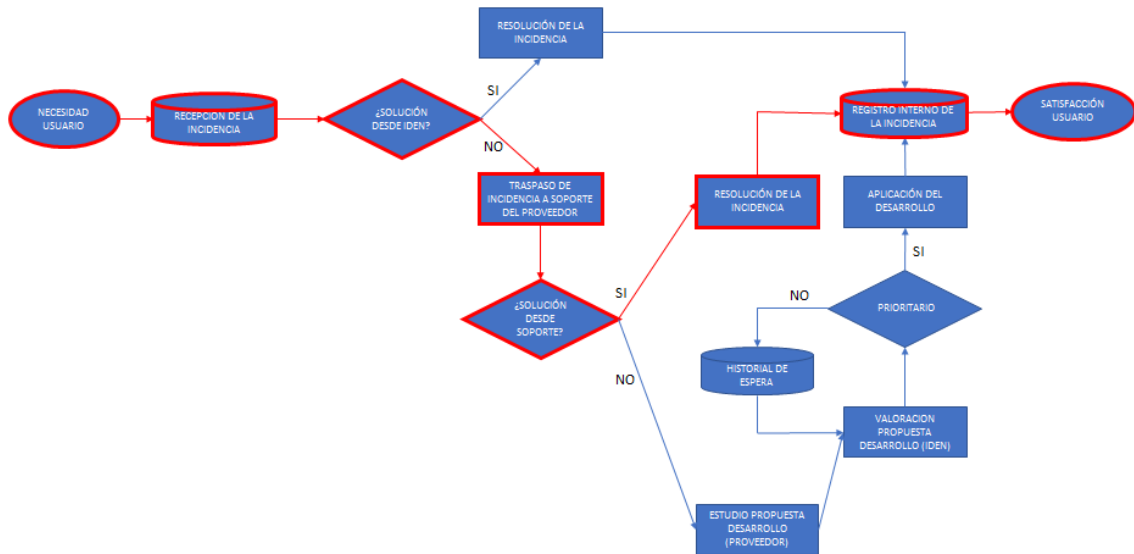 RESOLUCIÓN DE LA
INCIDENCIA
SI
NECESIDAD
USUARIO
RECEPCION DE LA
INCIDENCIA
¿SOLUCIÓN
DESDE IDEN?
REGISTRO INTERNO DE
LA INCIDENCIA
SATISFACCIÓN
USUARIO
NO
TRASPASO DE
INCIDENCIA A SOPORTE
DEL PROVEEDOR
RESOLUCIÓN DE LA
INCIDENCIA
APLICACIÓN DEL
DESARROLLO
SI
¿SOLUCIÓN
DESDE
SOPORTE?
SI
NO
PRIORITARIO
NO
HISTORIAL DE
ESPERA
VALORACION
PROPUESTA
DESARROLLO (IDEN)
ESTUDIO PROPUESTA
DESARROLLO
(PROVEEDOR)